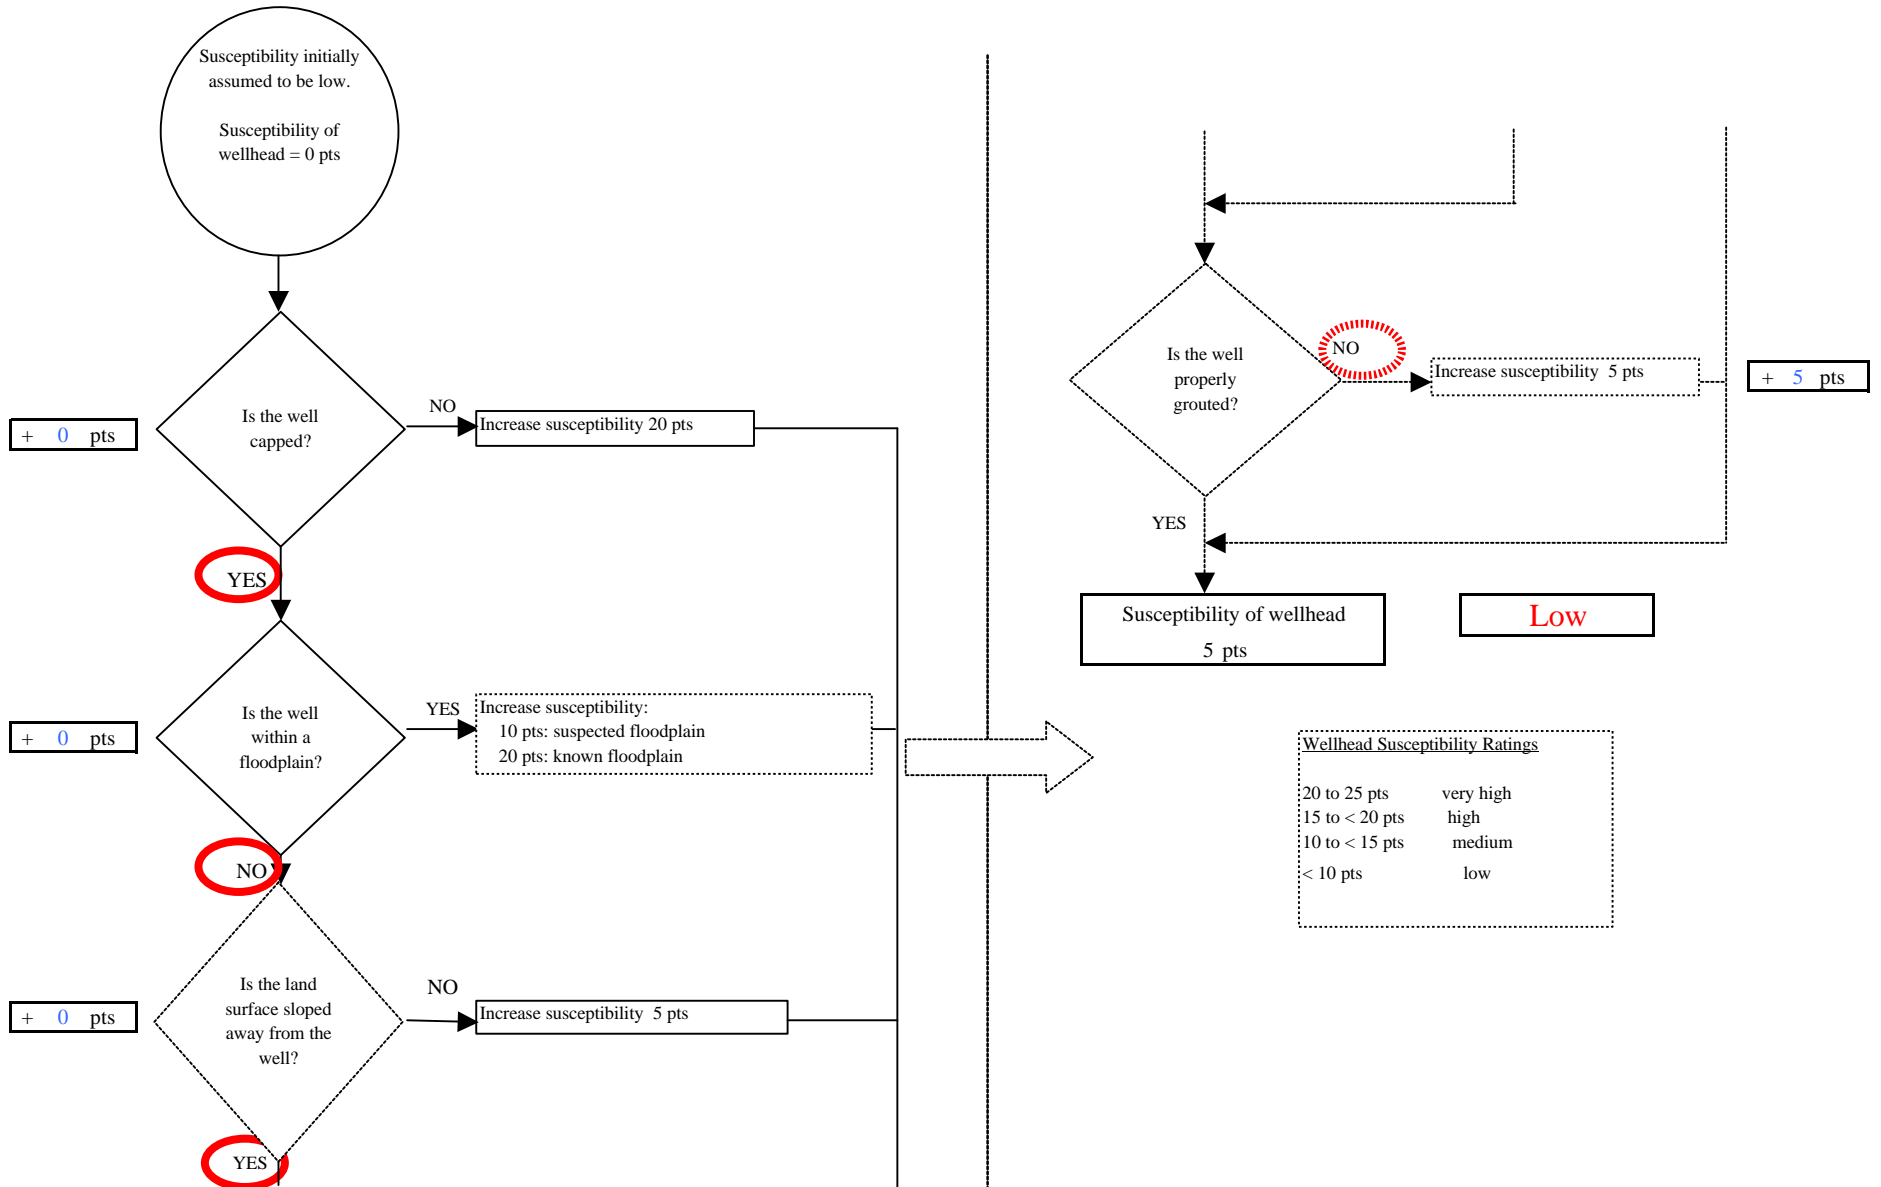 Susceptibility initially
assumed to be low.
Susceptibility of
wellhead = 0 pts
Is the well
capped?
NO
Increase susceptibility 20 pts
+ 0 pts
YES
Is the well
within a
floodplain?
YES
Increase susceptibility:
10 pts: suspected floodplain
20 pts: known floodplain
+ 0 pts
NO
Is the land
surface sloped
away from the
well?
NO
Increase susceptibility 5 pts
+ 0 pts
YES
Is the well
properly
grouted?
NO
Increase susceptibility 5 pts
+ 5 pts
YES
Susceptibility of wellhead
5 pts
Low
Wellhead Susceptibility Ratings
20 to 25 pts very high
15 to < 20 pts high
10 to < 15 pts medium
< 10 pts low